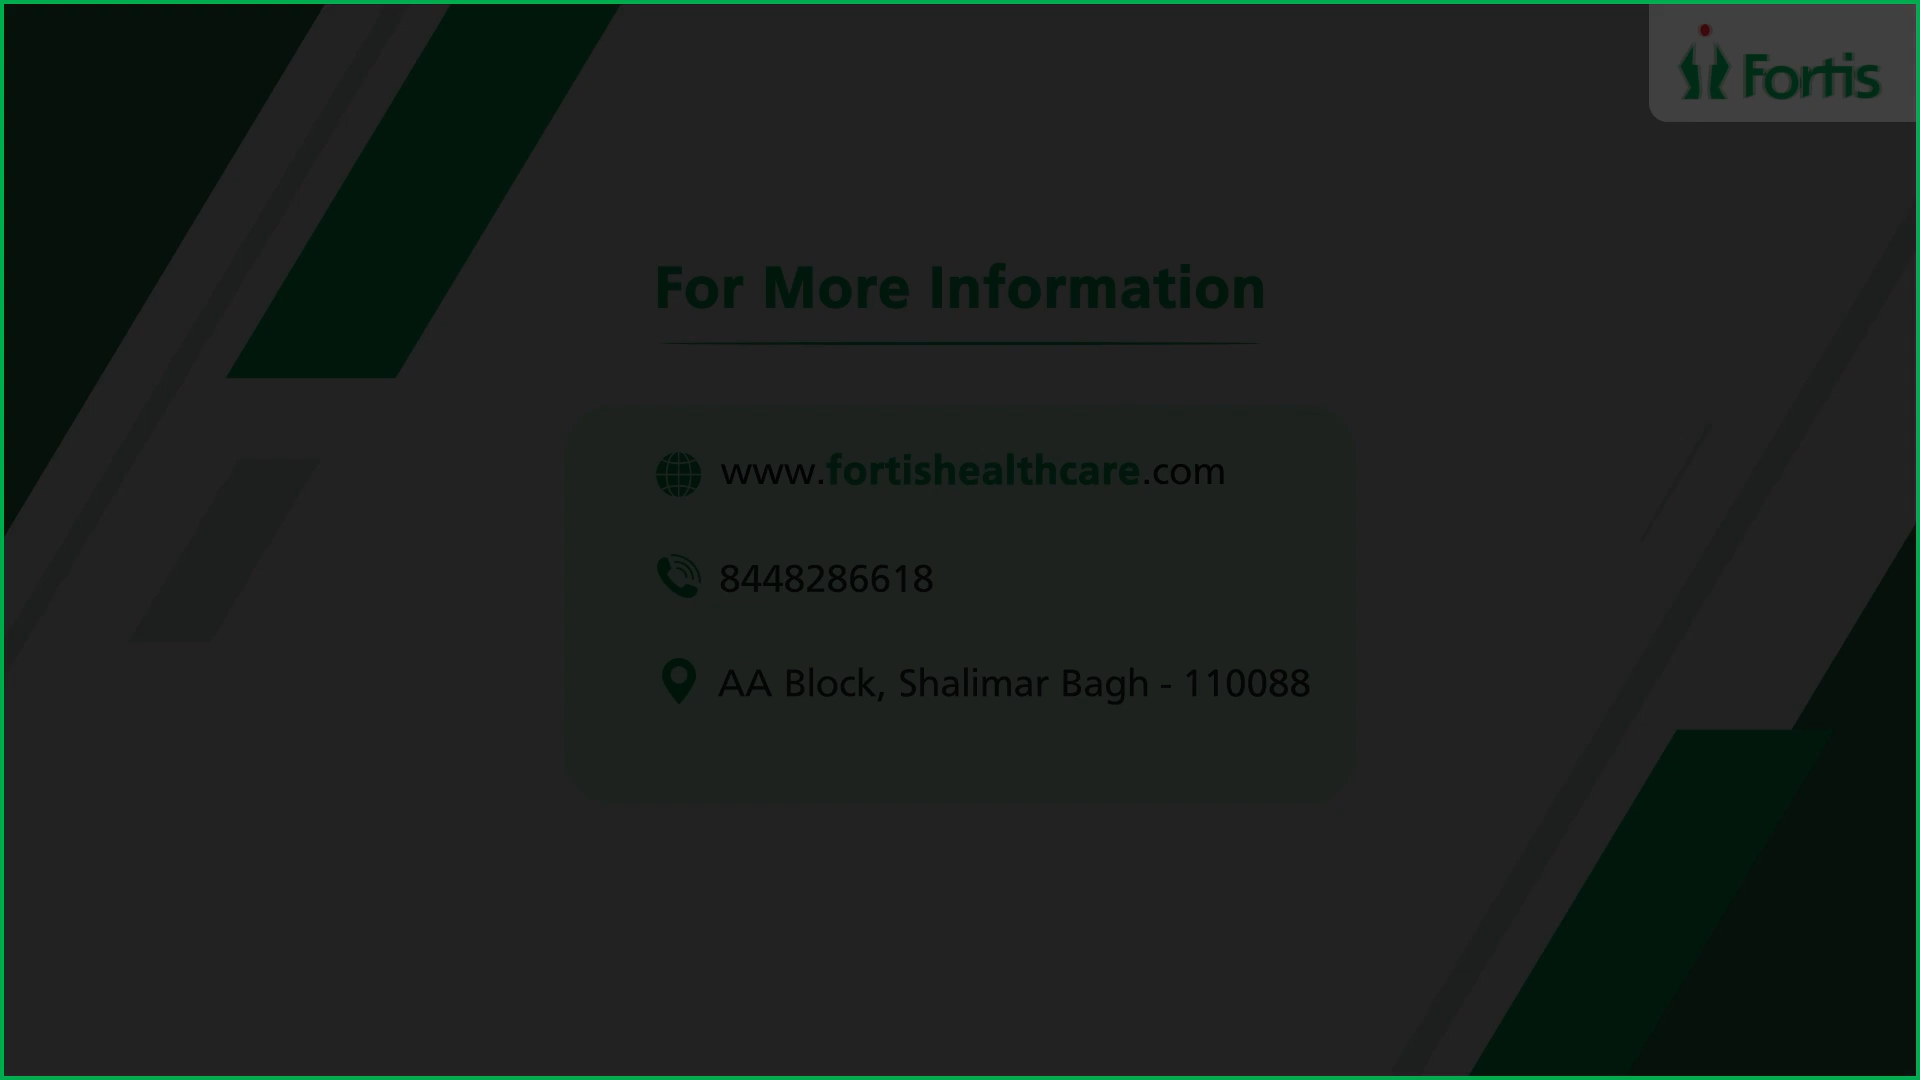 Fortis
For More Information
www.fortishealthcare.com
8448286618
AA Block, Shalimar Bagh - 110088